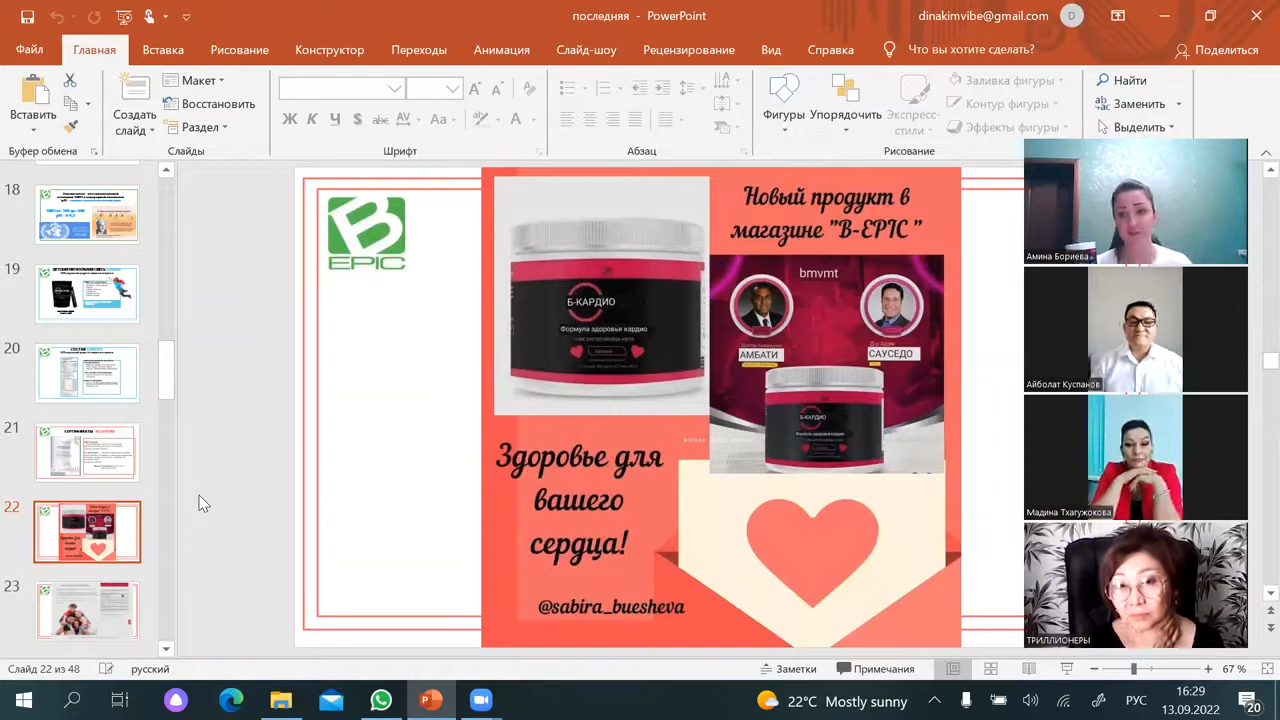 последняя - PowerPoint
dinakimvibe@gmail.com
D
Файл
Главная
Вставка
Рисование
Конструктор
Переходы
Анимация
Слайд-шоу
Рецензирование
Вид
Справка
Что вы хотите сделать?
Поделиться
Вставить
Создать слайд
Макет
Восстановить
Раздел
Фигуры
Упорядочить
Экспресс-
стили
Заливка фигуры
Контур фигуры
Эффекты фигуры
Найти
Заменить
Выделить
Буфер обмена
Слайды
Шрифт
Абзац
Рисование
18
19
20
21
22
23
B
EPIC
Новый продукт в
магазине "B-EPIC "
Б-КАРДИО
Формула здоровья кардио
bmvmt
АМБАТИ
САУСЕДО
Б-КАРДИО
Формула здоровья кардио
Здоровье для
вашего
сердца!
@sabira_buesheva
Амина Бориева
Айболат Куспанов
Мадина Тхагужокова
ТРИЛЛИОНЕРЫ
Слайд 22 из 48
русский
Заметки
Примечания
67 %
22°C Mostly sunny
РУС
16:29
13.09.2022
20